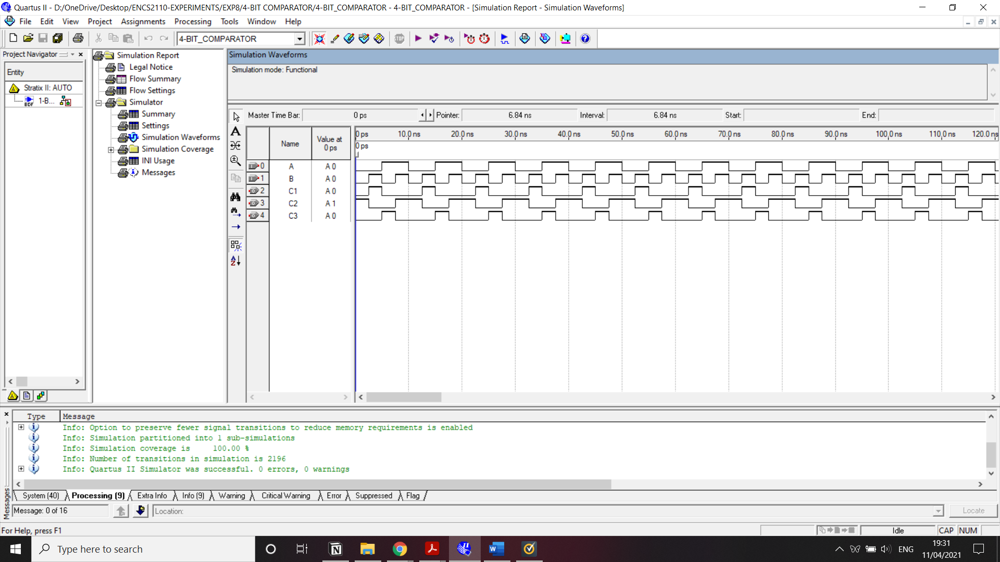 Quartus II - D:/OneDrive/Desktop/ENCS2110-EXPERIMENTS/EXP8/4-BIT COMPARATOR/4-BIT_COMPARATOR - 4-BIT_COMPARATOR - [Simulation Report - Simulation Waveforms]
File Edit View Project Assignments Processing Tools Window Help
4-BIT_COMPARATOR
STOP
Project Navigator
Entity
Stratix II: AUTO
BDF 1-B...
Simulation Report
Legal Notice
Flow Summary
Flow Settings
Simulator
Summary
Settings
Simulation Waveforms
Simulation Coverage
INI Usage
Messages
Simulation Waveforms
Simulation mode: Functional
Master Time Bar: 0 ps Pointer: 6.84 ns Interval: 6.84 ns Start: End:
Name Value at 0 ps
0 ps 10.0 ns 20.0 ns 30.0 ns 40.0 ns 50.0 ns 60.0 ns 70.0 ns 80.0 ns 90.0 ns 100.0 ns 110.0 ns 120.0 ns
0 ps
0 A A 0
1 B A 0
2 C1 A 0
3 C2 A 1
4 C3 A 0
Type Message
Info: Option to preserve fewer signal transitions to reduce memory requirements is enabled
Info: Simulation partitioned into 1 sub-simulations
Info: Simulation coverage is 100.00 %
Info: Number of transitions in simulation is 2196
Info: Quartus II Simulator was successful. 0 errors, 0 warnings
System (40) Processing (9) Extra Info Info (9) Warning Critical Warning Error Suppressed Flag
Messages
Message: 0 of 16 Location: Locate
For Help, press F1 Idle CAP NUM
Type here to search
ENG
19:31
11/04/2021